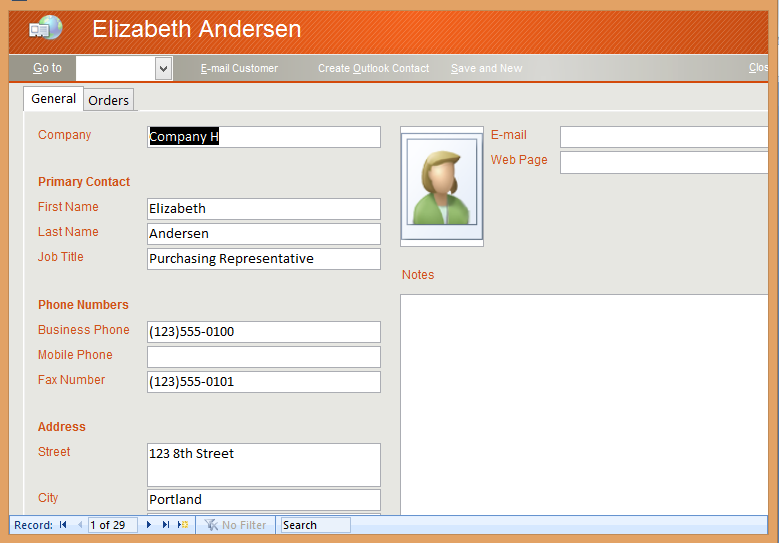 Elizabeth Andersen
Go to E-mail Customer Create Outlook Contact Save and New
General Orders
Company Company H
E-mail
Web Page
Primary Contact
First Name Elizabeth
Last Name Andersen
Job Title Purchasing Representative
Notes
Phone Numbers
Business Phone (123)555-0100
Mobile Phone
Fax Number (123)555-0101
Address
Street 123 8th Street
City Portland
Record: 1 of 29 No Filter Search